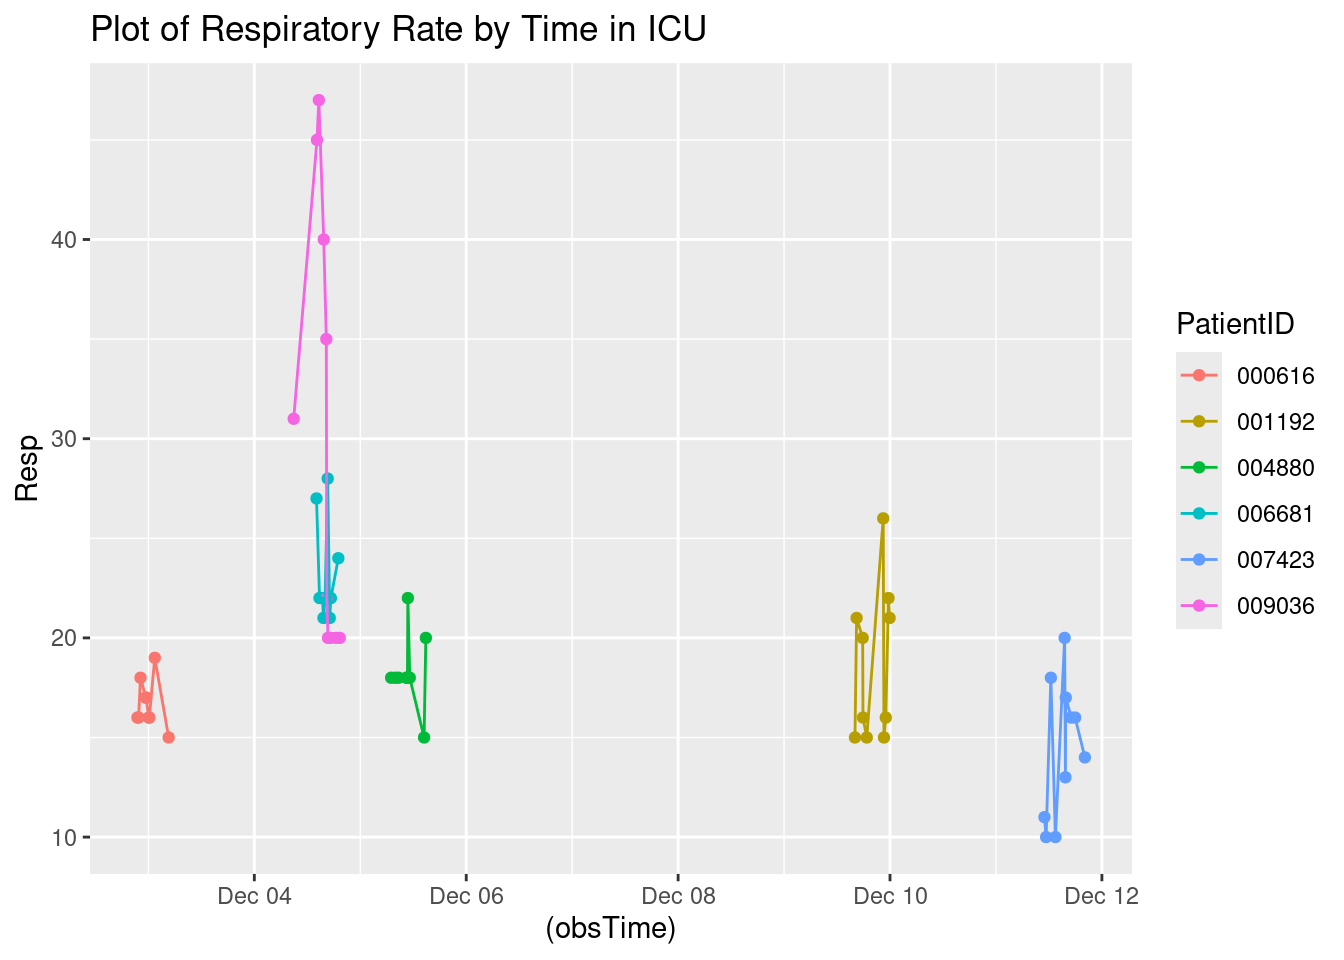 Plot of Respiratory Rate by Time in ICU
Resp
40
30
20
10
Dec 04
Dec 06
Dec 08
Dec 10
Dec 12
(obsTime)
PatientID
000616
001192
004880
006681
007423
009036